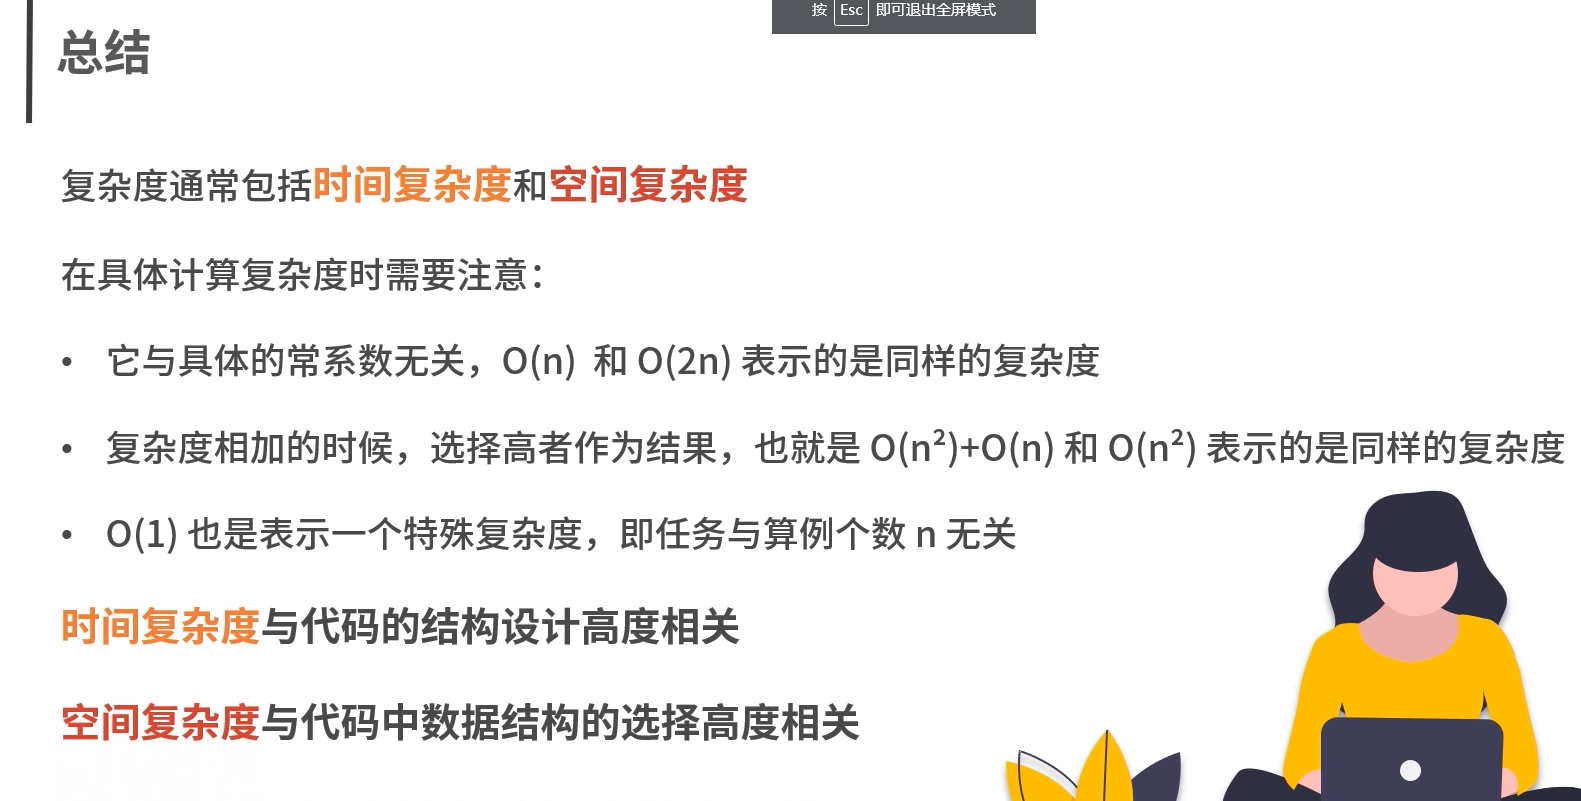 按 Esc 即可退出全屏模式
总结
复杂度通常包括时间复杂度和空间复杂度
在具体计算复杂度时需要注意：
• 它与具体的常系数无关，O(n) 和 O(2n) 表示的是同样的复杂度
• 复杂度相加的时候，选择高者作为结果，也就是 O(n²)+O(n) 和 O(n²) 表示的是同样的复杂度
• O(1) 也是表示一个特殊复杂度，即任务与算例个数 n 无关
时间复杂度与代码的结构设计高度相关
空间复杂度与代码中数据结构的选择高度相关